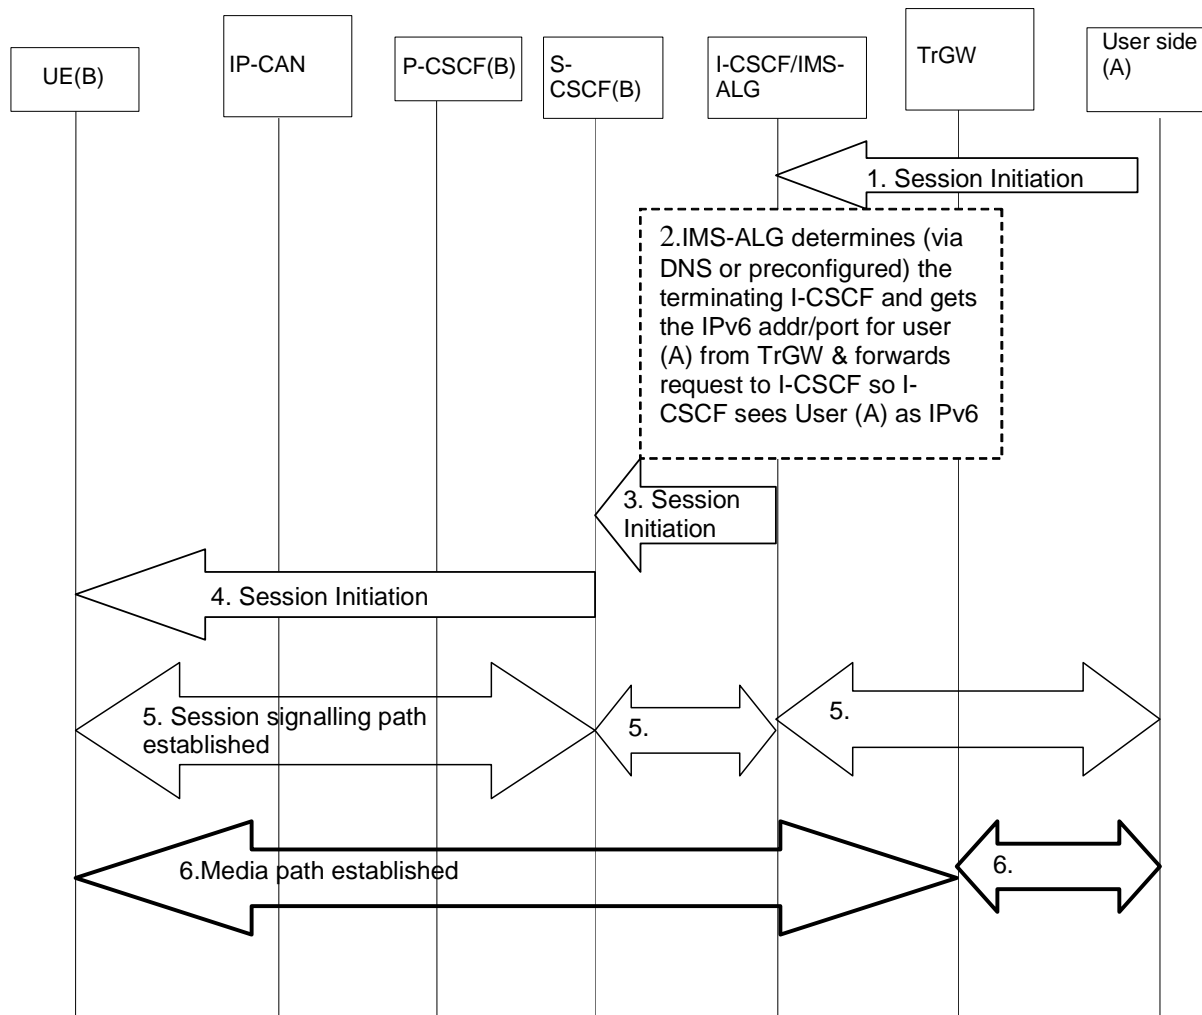 UE(B)
IP-CAN
P-CSCF(B)
S-
CSCF(B)
I-CSCF/IMS-
ALG
TrGW
User side
(A)
1. Session Initiation
2.IMS-ALG determines (via
DNS or preconfigured) the
terminating I-CSCF and gets
the IPv6 addr/port for user
(A) from TrGW & forwards
request to I-CSCF so I-
CSCF sees User (A) as IPv6
3. Session
Initiation
4. Session Initiation
5. Session signalling path
established
5.
5.
6.Media path established
6.